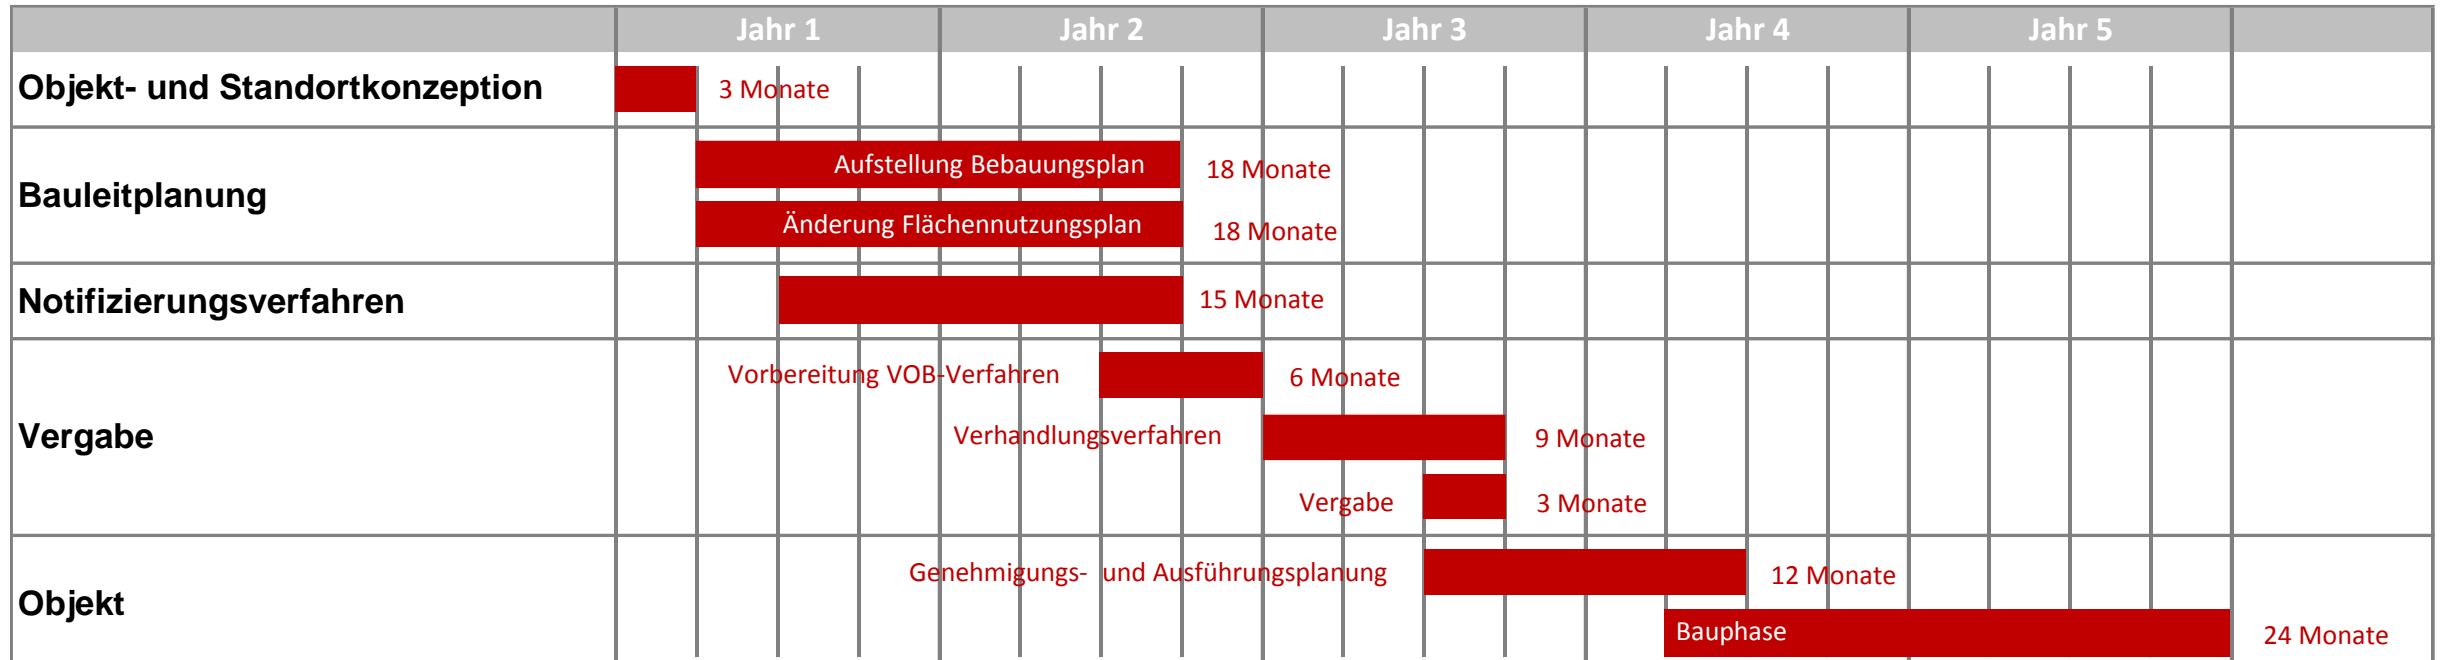 Jahr 1 Jahr 2 Jahr 3 Jahr 4 Jahr 5
Objekt- und Standortkonzeption 3 Monate
Bauleitplanung
Aufstellung Bebauungsplan 18 Monate
Änderung Flächennutzungsplan 18 Monate
Notifizierungsverfahren 15 Monate
Vergabe
Vorbereitung VOB-Verfahren 6 Monate
Verhandlungsverfahren 9 Monate
Vergabe 3 Monate
Objekt
Genehmigungs- und Ausführungsplanung 12 Monate
Bauphase 24 Monate